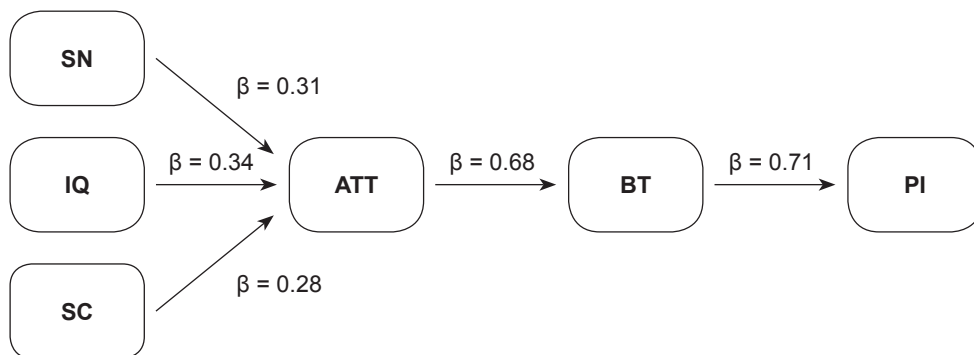 SN
β = 0.31
IQ
β = 0.34
ATT
β = 0.68
BT
β = 0.71
PI
SC
β = 0.28